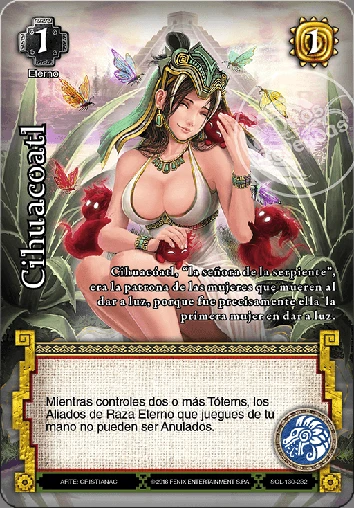 1
1
Eterno
Cihuacoatl
Cihuacóatl, "la señora de la serpiente",
era la patrona de las mujeres que mueren al
dar a luz, porque fue precisamente ella la
primera mujer en dar a luz.
Mientras controles dos o más Tótems, los
Aliados de Raza Eterno que juegues de tu
mano no pueden ser Anulados.
ARTE: CRISTIANAC
©2018 FENIX ENTERTAINMENT S.P.A.